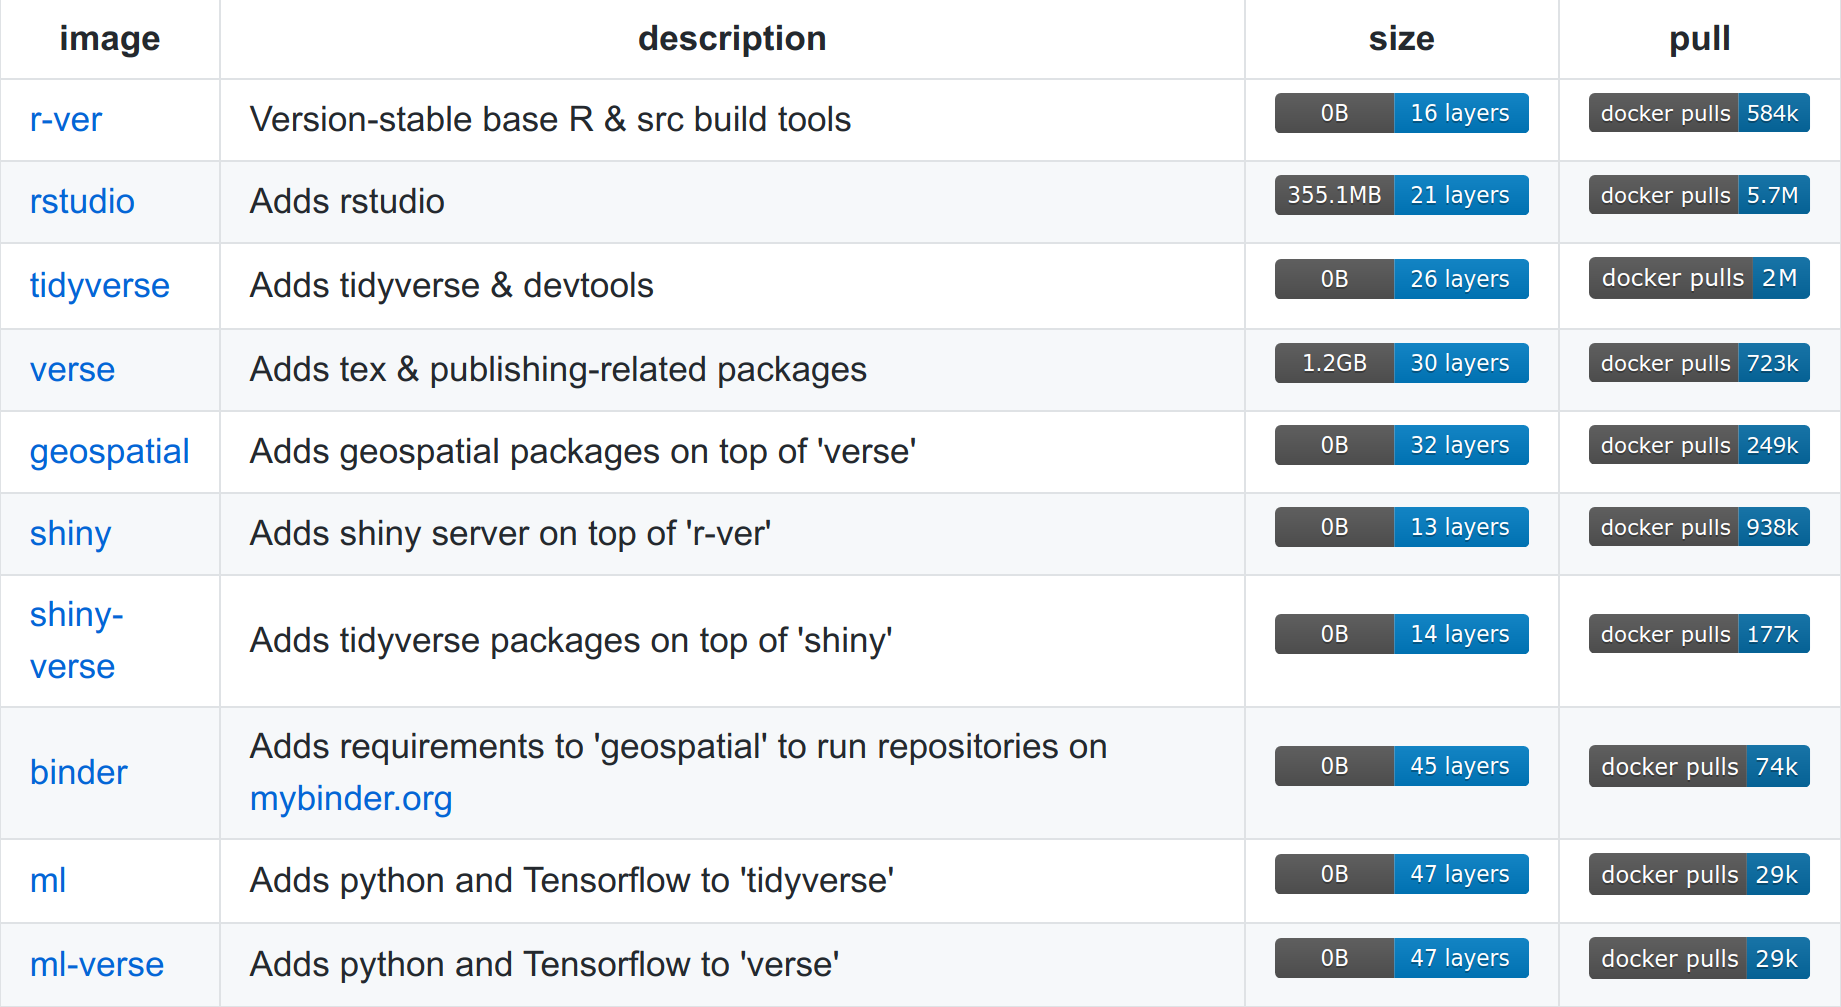 image description size pull
r-ver Version-stable base R & src build tools 0B 16 layers docker pulls 584k
rstudio Adds rstudio 355.1MB 21 layers docker pulls 5.7M
tidyverse Adds tidyverse & devtools 0B 26 layers docker pulls 2M
verse Adds tex & publishing-related packages 1.2GB 30 layers docker pulls 723k
geospatial Adds geospatial packages on top of 'verse' 0B 32 layers docker pulls 249k
shiny Adds shiny server on top of 'r-ver' 0B 13 layers docker pulls 938k
shiny-
verse Adds tidyverse packages on top of 'shiny' 0B 14 layers docker pulls 177k
binder Adds requirements to 'geospatial' to run repositories on
mybinder.org 0B 45 layers docker pulls 74k
ml Adds python and Tensorflow to 'tidyverse' 0B 47 layers docker pulls 29k
ml-verse Adds python and Tensorflow to 'verse' 0B 47 layers docker pulls 29k